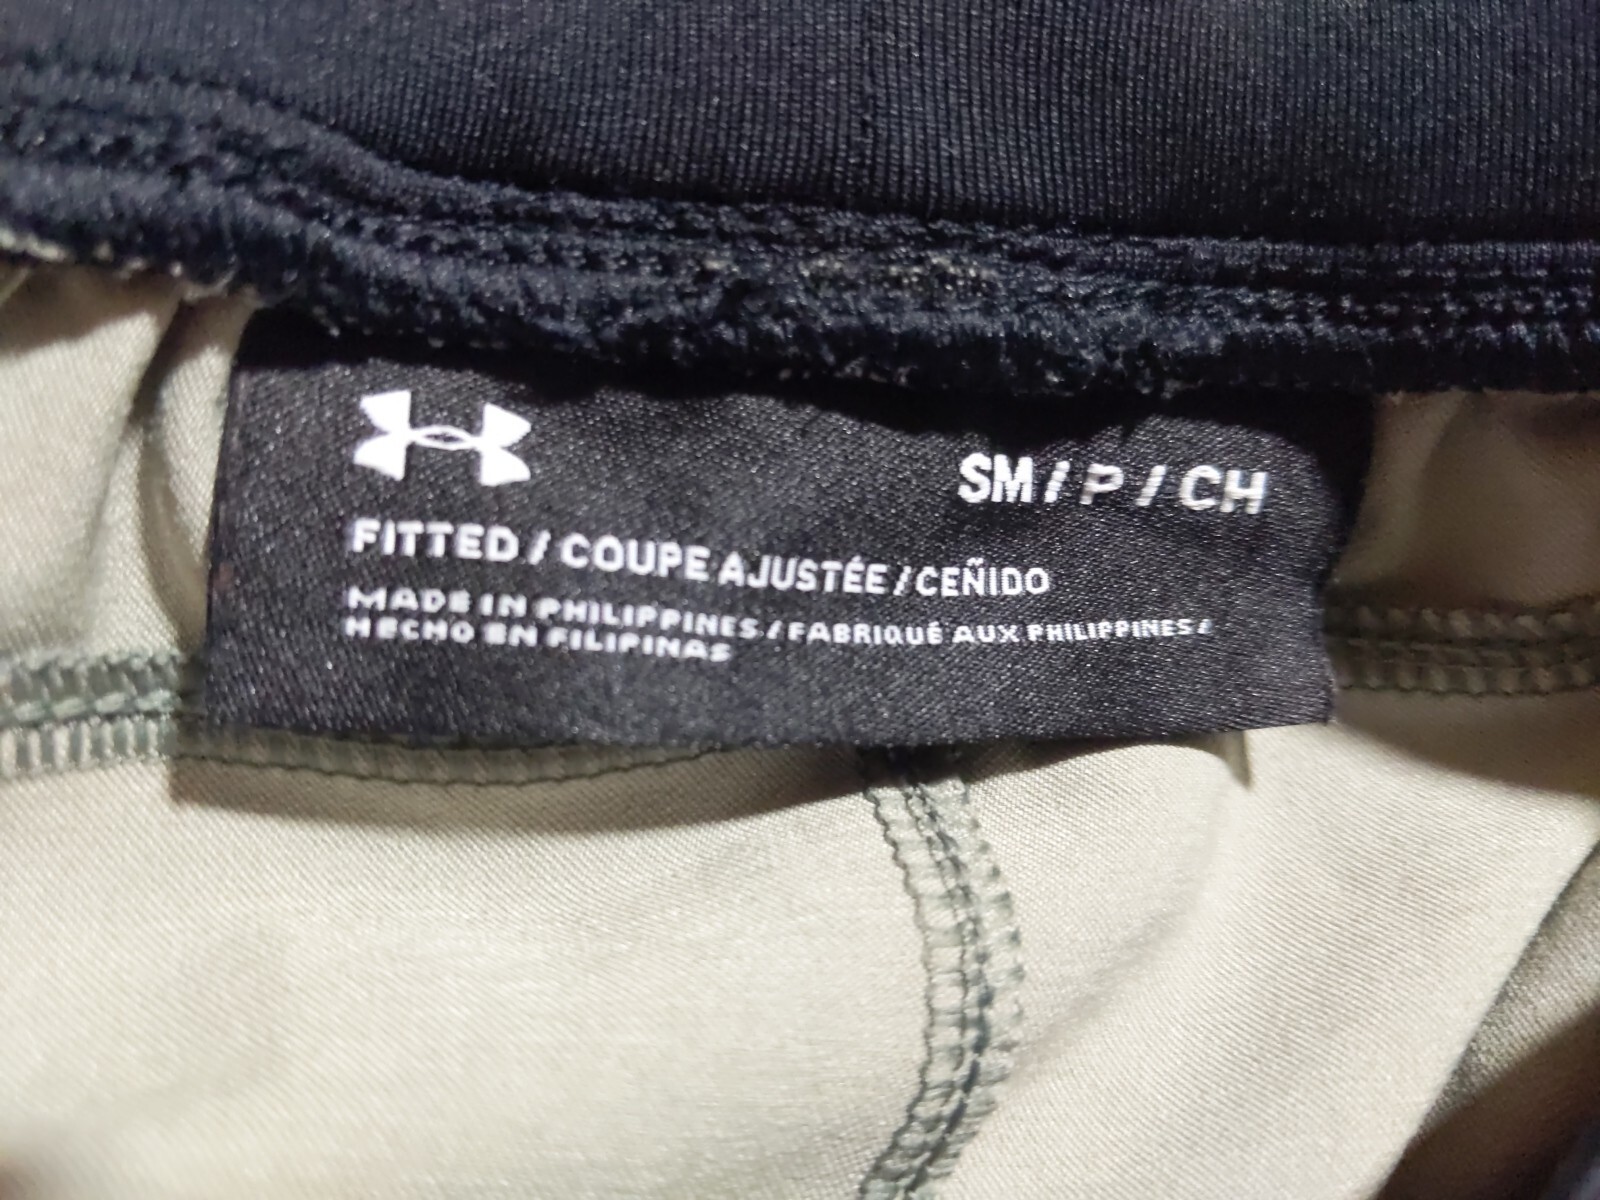 SM / P / CH
FITTED / COUPE AJUSTÉE / CEÑIDO
MADE IN PHILIPPINES / FABRIQUÉ AUX PHILIPPINES /
HECHO EN FILIPINAS